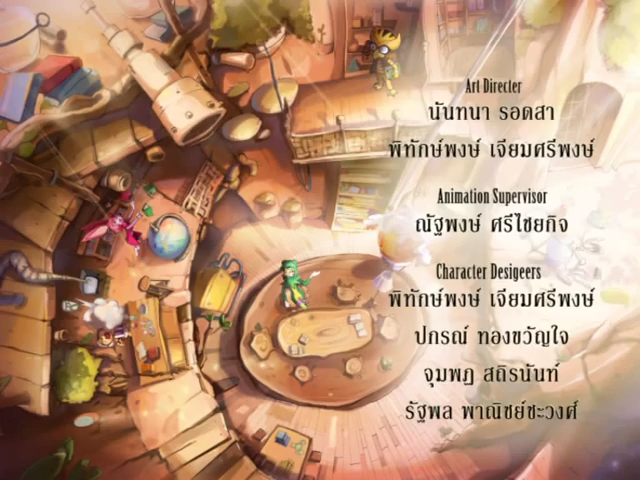 Art Directer
นันทนา รอดสา
พิทักษ์พงษ์ เจียมศรีพงษ์
Animation Supervisor
ณัฐพงษ์ ศรีไชยกิจ
Character Desigeers
พิทักษ์พงษ์ เจียมศรีพงษ์
ปกรณ์ ทองขวัญใจ
จุมพฏ สถิรนันท์
รัฐพล พาณิชย์ชะวงศ์